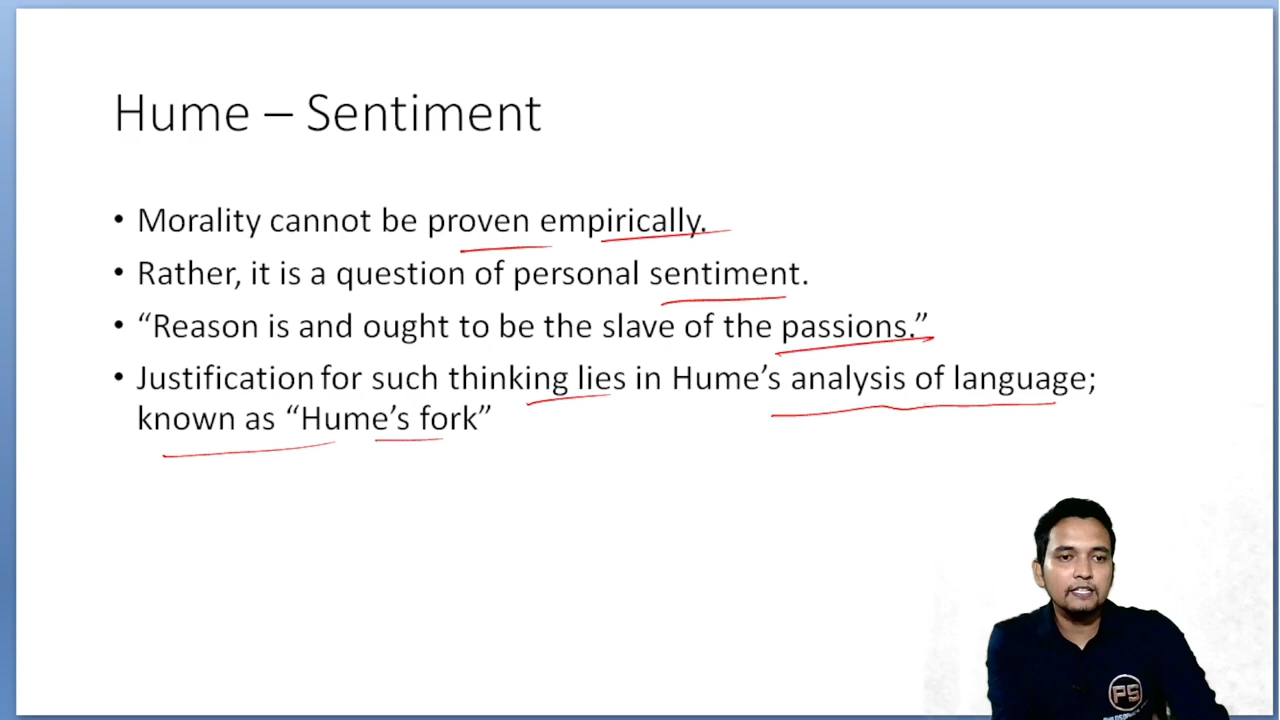 Hume – Sentiment
• Morality cannot be proven empirically.
• Rather, it is a question of personal sentiment.
• “Reason is and ought to be the slave of the passions.”
• Justification for such thinking lies in Hume’s analysis of language;
known as “Hume’s fork”
PS